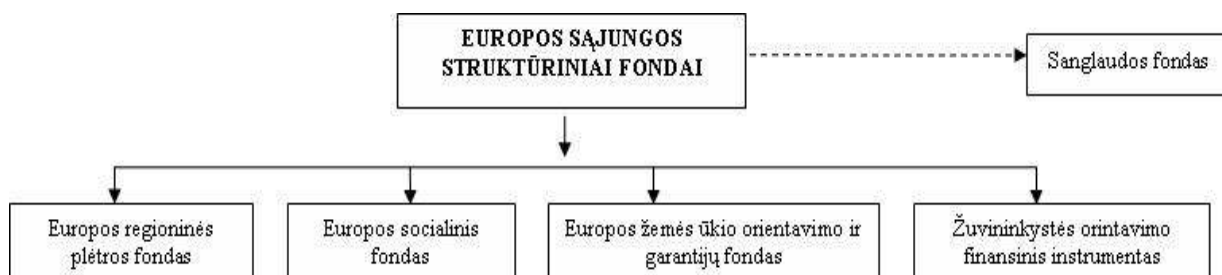 EUROPOS SĄJUNGOS
STRUKTŪRINIAI FONDAI
Sanglaudos fondas
Europos regioninės
plėtros fondas
Europos socialinis
fondas
Europos žemės ūkio orientavimo ir
garantijų fondas
Žuvininkystės orintavimo
finansinis instrumentas